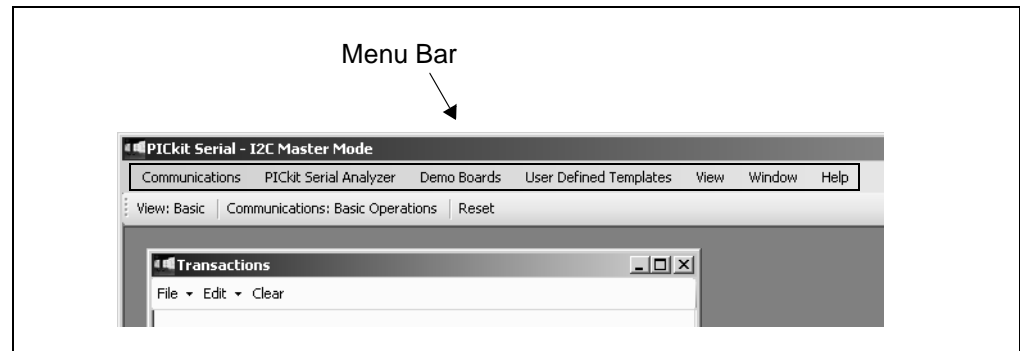 Menu Bar
PICkit Serial - I2C Master Mode
Communications PICkit Serial Analyzer Demo Boards User Defined Templates View Window Help
View: Basic Communications: Basic Operations Reset
Transactions
File Edit Clear